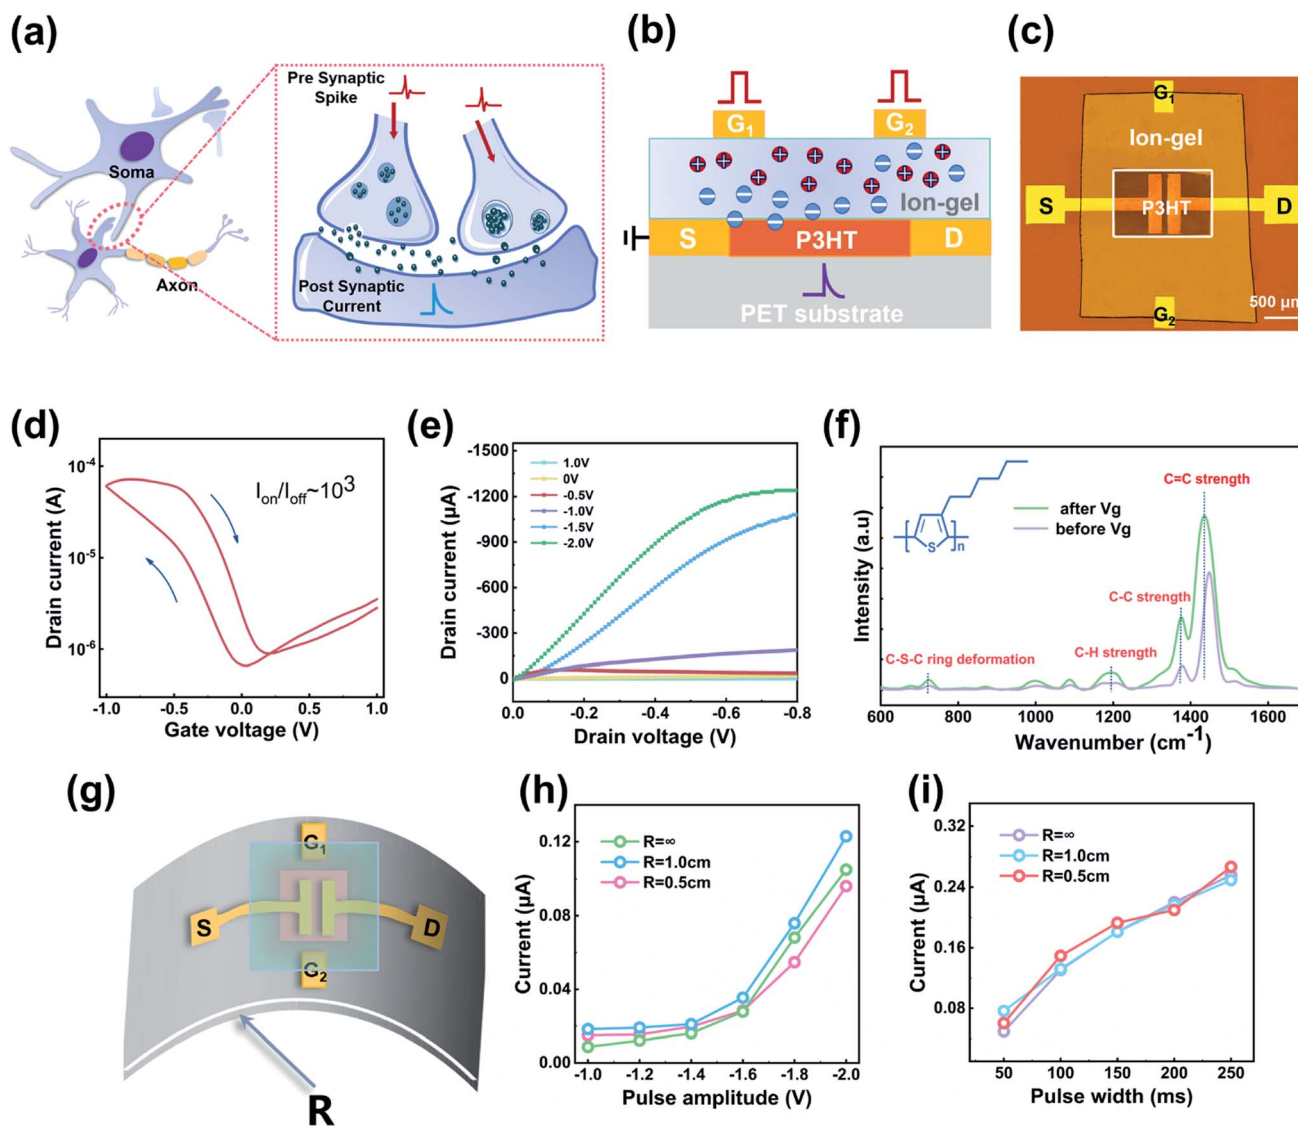 (a)
Pre Synaptic
Spike
Soma
Axon
Post Synaptic
Current
(b)
G1
G2
Ion-gel
S
P3HT
D
PET substrate
(c)
G1
Ion-gel
S
P3HT
D
G2
500 μm
(d)
Drain current (A)
10-4
10-5
10-6
Ion/Ioff~103
-1.0
-0.5
0.0
0.5
1.0
Gate voltage (V)
(e)
Drain current (μA)
-1500
-1200
-900
-600
-300
0
1.0V
0V
-0.5V
-1.0V
-1.5V
-2.0V
0.0
-0.2
-0.4
-0.6
-0.8
Drain voltage (V)
(f)
Intensity (a.u)
S
n
C=C strength
after Vg
before Vg
C-C strength
C-S-C ring deformation
C-H strength
600
800
1000
1200
1400
1600
Wavenumber (cm-1)
(g)
G1
S
D
G2
R
(h)
Current (μA)
0.12
0.08
0.04
0.00
R=∞
R=1.0cm
R=0.5cm
-1.0
-1.2
-1.4
-1.6
-1.8
-2.0
Pulse amplitude (V)
(i)
Current (μA)
0.32
0.24
0.16
0.08
R=∞
R=1.0cm
R=0.5cm
50
100
150
200
250
Pulse width (ms)